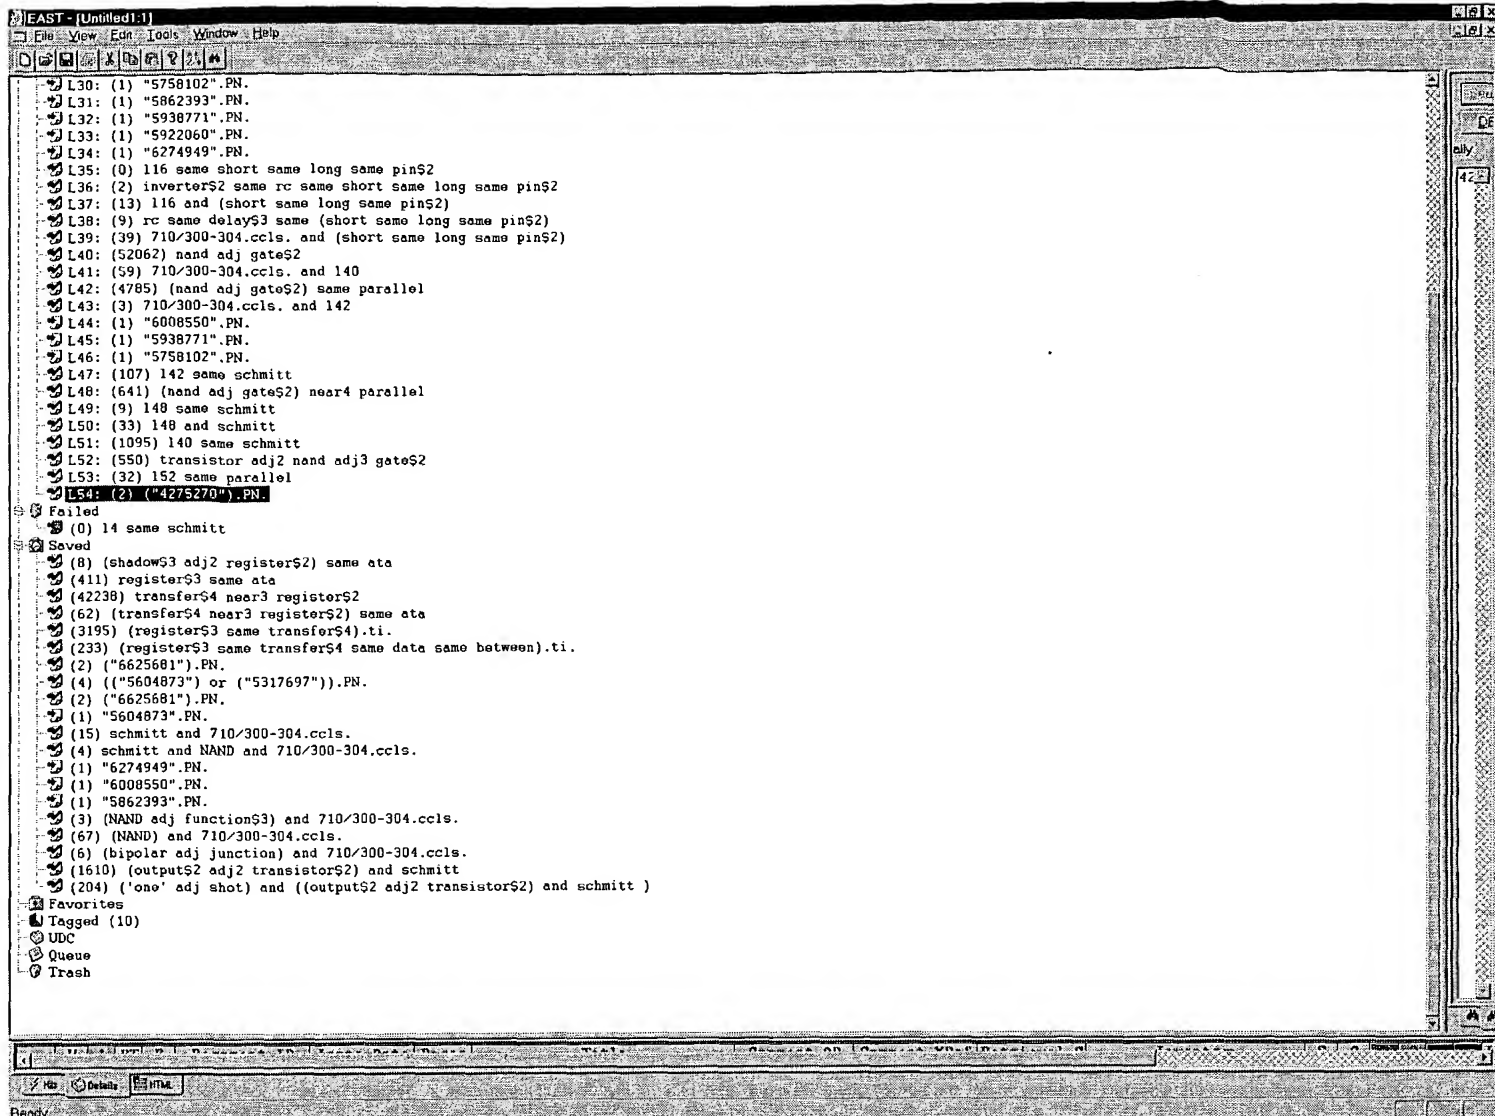 EAST - [Untitled1:1]
File View Edit Tools Window Help
L30: (1) "5758102".PN.
L31: (1) "5862393".PN.
L32: (1) "5938771".PN.
L33: (1) "5922060".PN.
L34: (1) "6274949".PN.
L35: (0) 116 same short same long same pin$2
L36: (2) inverter$2 same rc same short same long same pin$2
L37: (13) 116 and (short same long same pin$2)
L38: (9) rc same delay$3 same (short same long same pin$2)
L39: (39) 710/300-304.ccls. and (short same long same pin$2)
L40: (52062) nand adj gate$2
L41: (59) 710/300-304.ccls. and 140
L42: (4785) (nand adj gate$2) same parallel
L43: (3) 710/300-304.ccls. and 142
L44: (1) "6008550".PN.
L45: (1) "5938771".PN.
L46: (1) "5758102".PN.
L47: (107) 142 same schmitt
L48: (641) (nand adj gate$2) near4 parallel
L49: (9) 148 same schmitt
L50: (33) 148 and schmitt
L51: (1095) 140 same schmitt
L52: (550) transistor adj2 nand adj3 gate$2
L53: (32) 152 same parallel
L54: (2) ("4275270").PN.
Failed
(0) 14 same schmitt
Saved
(8) (shadow$3 adj2 register$2) same ata
(411) register$3 same ata
(42238) transfer$4 near3 register$2
(62) (transfer$4 near3 register$2) same ata
(3195) (register$3 same transfer$4).ti.
(233) (register$3 same transfer$4 same data same between).ti.
(2) ("6625681").PN.
(4) (("5604873") or ("5317697")).PN.
(2) ("6625681").PN.
(1) "5604873".PN.
(15) schmitt and 710/300-304.ccls.
(4) schmitt and NAND and 710/300-304.ccls.
(1) "6274949".PN.
(1) "6008550".PN.
(1) "5862393".PN.
(3) (NAND adj function$3) and 710/300-304.ccls.
(67) (NAND) and 710/300-304.ccls.
(6) (bipolar adj junction) and 710/300-304.ccls.
(1610) (output$2 adj2 transistor$2) and schmitt
(204) ('one' adj shot) and ((output$2 adj2 transistor$2) and schmitt )
Favorites
Tagged (10)
UDC
Queue
Trash
Hits Details HTML
Ready